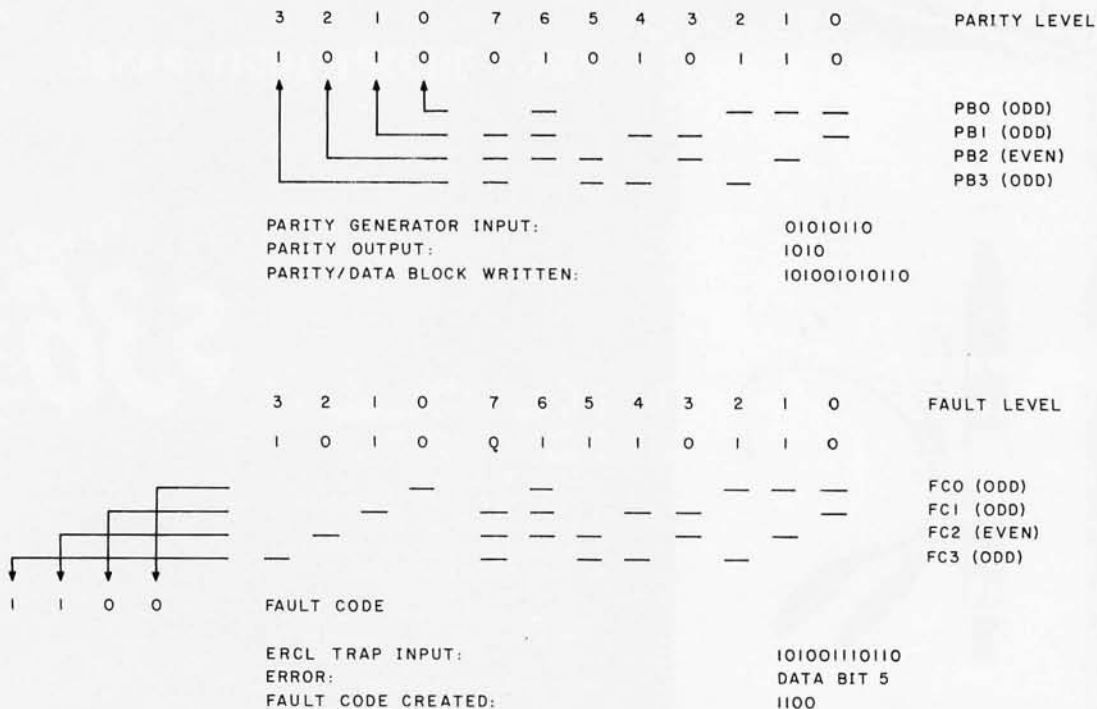 3 2 1 0 7 6 5 4 3 2 1 0 PARITY LEVEL
1 0 1 0 0 1 0 1 0 1 1 0
PB0 (ODD)
PB1 (ODD)
PB2 (EVEN)
PB3 (ODD)
PARITY GENERATOR INPUT: 01010110
PARITY OUTPUT: 1010
PARITY/DATA BLOCK WRITTEN: 101001010110
3 2 1 0 7 6 5 4 3 2 1 0 FAULT LEVEL
1 0 1 0 Q 1 1 1 0 1 1 0
FC0 (ODD)
FC1 (ODD)
FC2 (EVEN)
FC3 (ODD)
1 1 0 0 FAULT CODE
ERCL TRAP INPUT: 101001110110
ERROR: DATA BIT 5
FAULT CODE CREATED: 1100